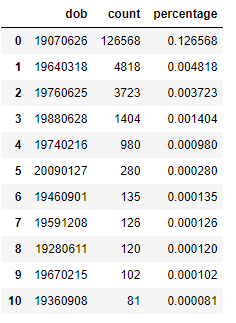 dob count percentage
0 19070626 126568 0.126568
1 19640318 4818 0.004818
2 19760625 3723 0.003723
3 19880628 1404 0.001404
4 19740216 980 0.000980
5 20090127 280 0.000280
6 19460901 135 0.000135
7 19591208 126 0.000126
8 19280611 120 0.000120
9 19670215 102 0.000102
10 19360908 81 0.000081